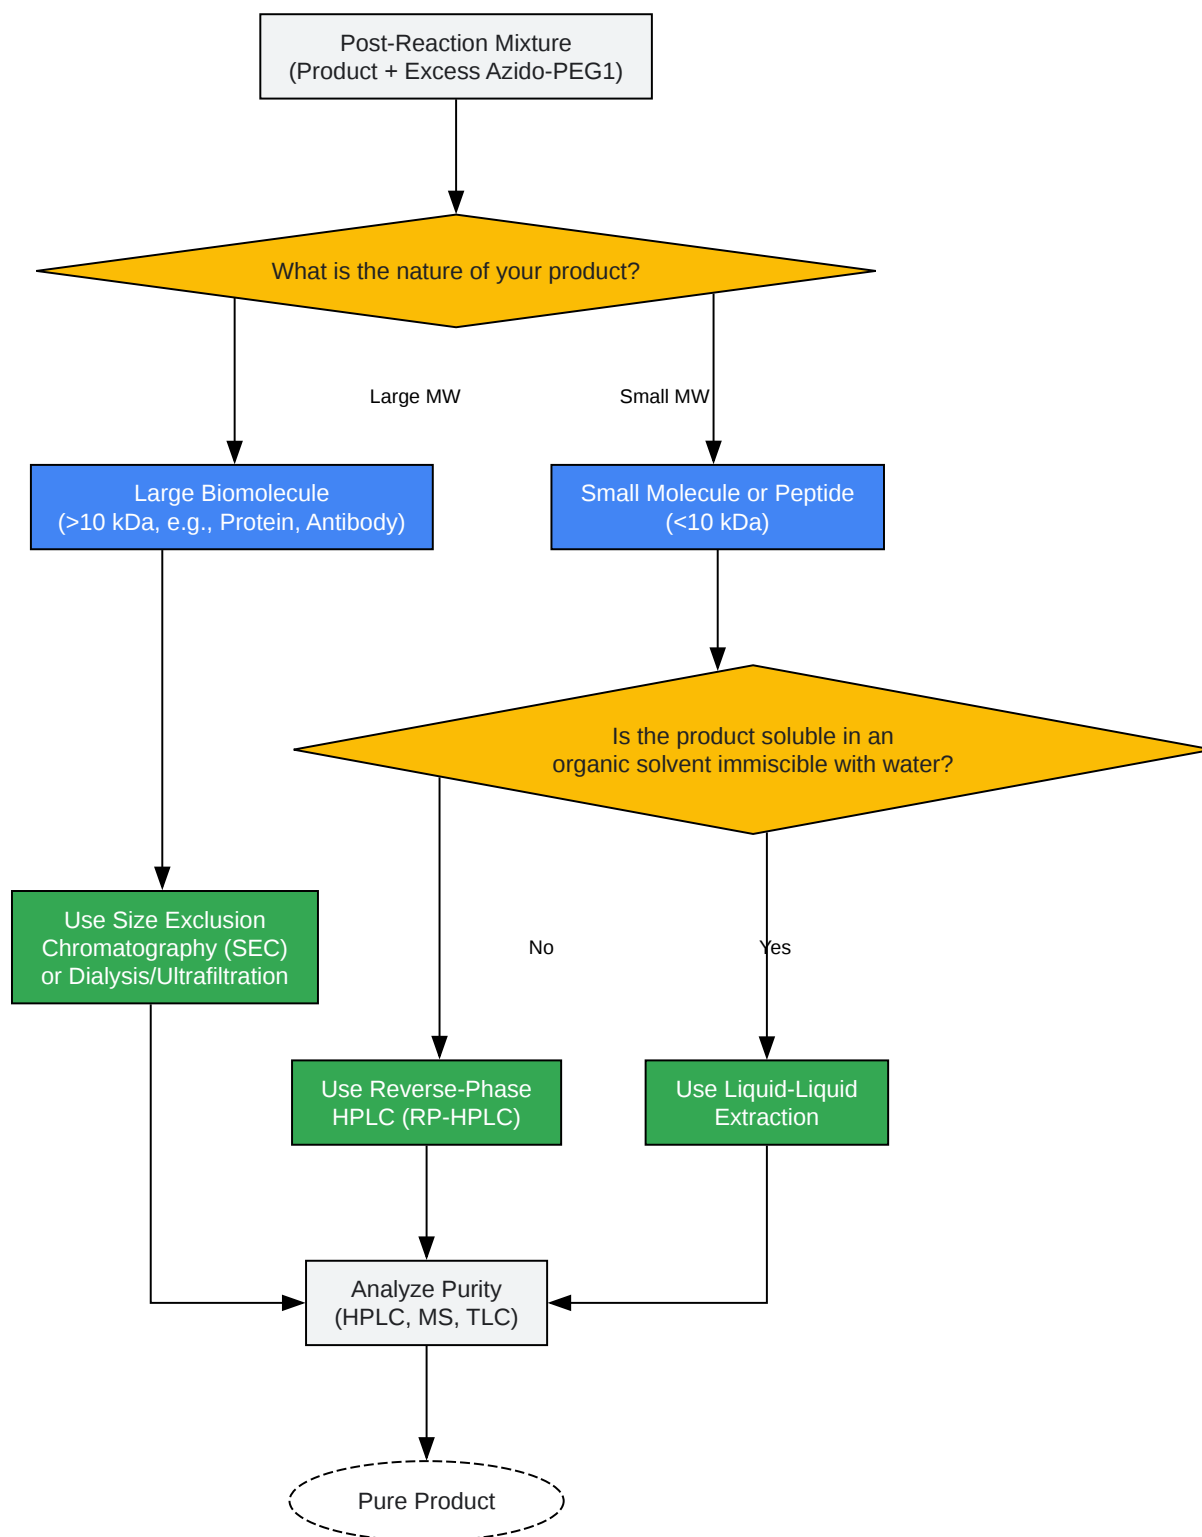 Post-Reaction Mixture
(Product + Excess Azido-PEG1)
What is the nature of your product?
Large MW
Small MW
Large Biomolecule
(>10 kDa, e.g., Protein, Antibody)
Small Molecule or Peptide
(<10 kDa)
Is the product soluble in an
organic solvent immiscible with water?
Use Size Exclusion
Chromatography (SEC)
or Dialysis/Ultrafiltration
No
Yes
Use Reverse-Phase
HPLC (RP-HPLC)
Use Liquid-Liquid
Extraction
Analyze Purity
(HPLC, MS, TLC)
Pure Product